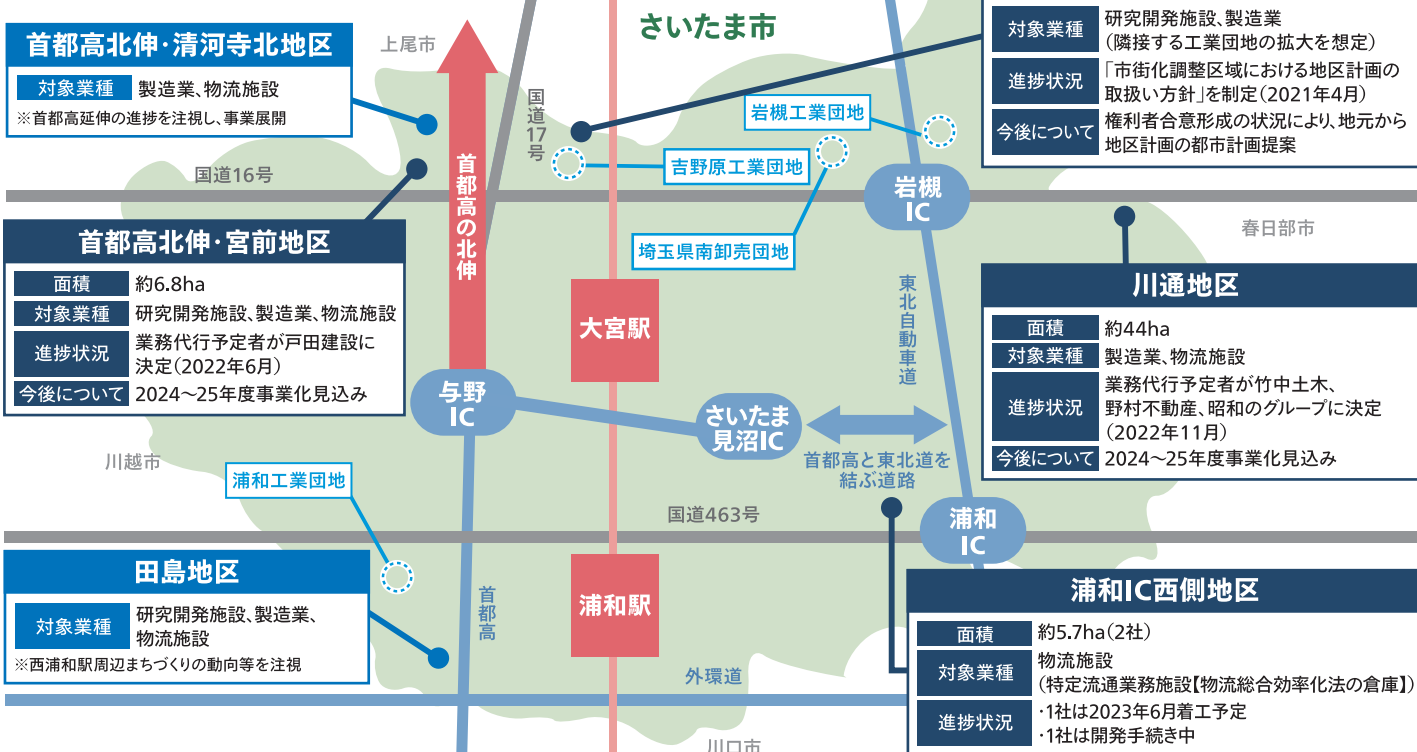 さいたま市
上尾市
首都高北伸・清河寺北地区
対象業種
製造業、物流施設
※首都高延伸の進捗を注視し、事業展開
対象業種
研究開発施設、製造業
（隣接する工業団地の拡大を想定）
進捗状況
「市街化調整区域における地区計画の
取扱い方針」を制定（2021年4月）
今後について
権利者合意形成の状況により、地元から
地区計画の都市計画提案
国道17号
岩槻工業団地
吉野原工業団地
埼玉県南卸売団地
国道16号
首都高の北伸
岩槻
IC
春日部市
首都高北伸・宮前地区
面積
約6.8ha
対象業種
研究開発施設、製造業、物流施設
進捗状況
業務代行予定者が戸田建設に
決定（2022年6月）
今後について
2024～25年度事業化見込み
大宮駅
東北自動車道
川通地区
面積
約44ha
対象業種
製造業、物流施設
進捗状況
業務代行予定者が竹中土木、
野村不動産、昭和のグループに決定
（2022年11月）
今後について
2024～25年度事業化見込み
与野
IC
さいたま
見沼IC
首都高と東北道を
結ぶ道路
川越市
浦和工業団地
国道463号
浦和
IC
田島地区
対象業種
研究開発施設、製造業、
物流施設
※西浦和駅周辺まちづくりの動向等を注視
首都高
浦和駅
外環道
川口市
浦和IC西側地区
面積
約5.7ha（2社）
対象業種
物流施設
（特定流通業務施設【物流総合効率化法の倉庫】）
進捗状況
・1社は2023年6月着工予定
・1社は開発手続き中